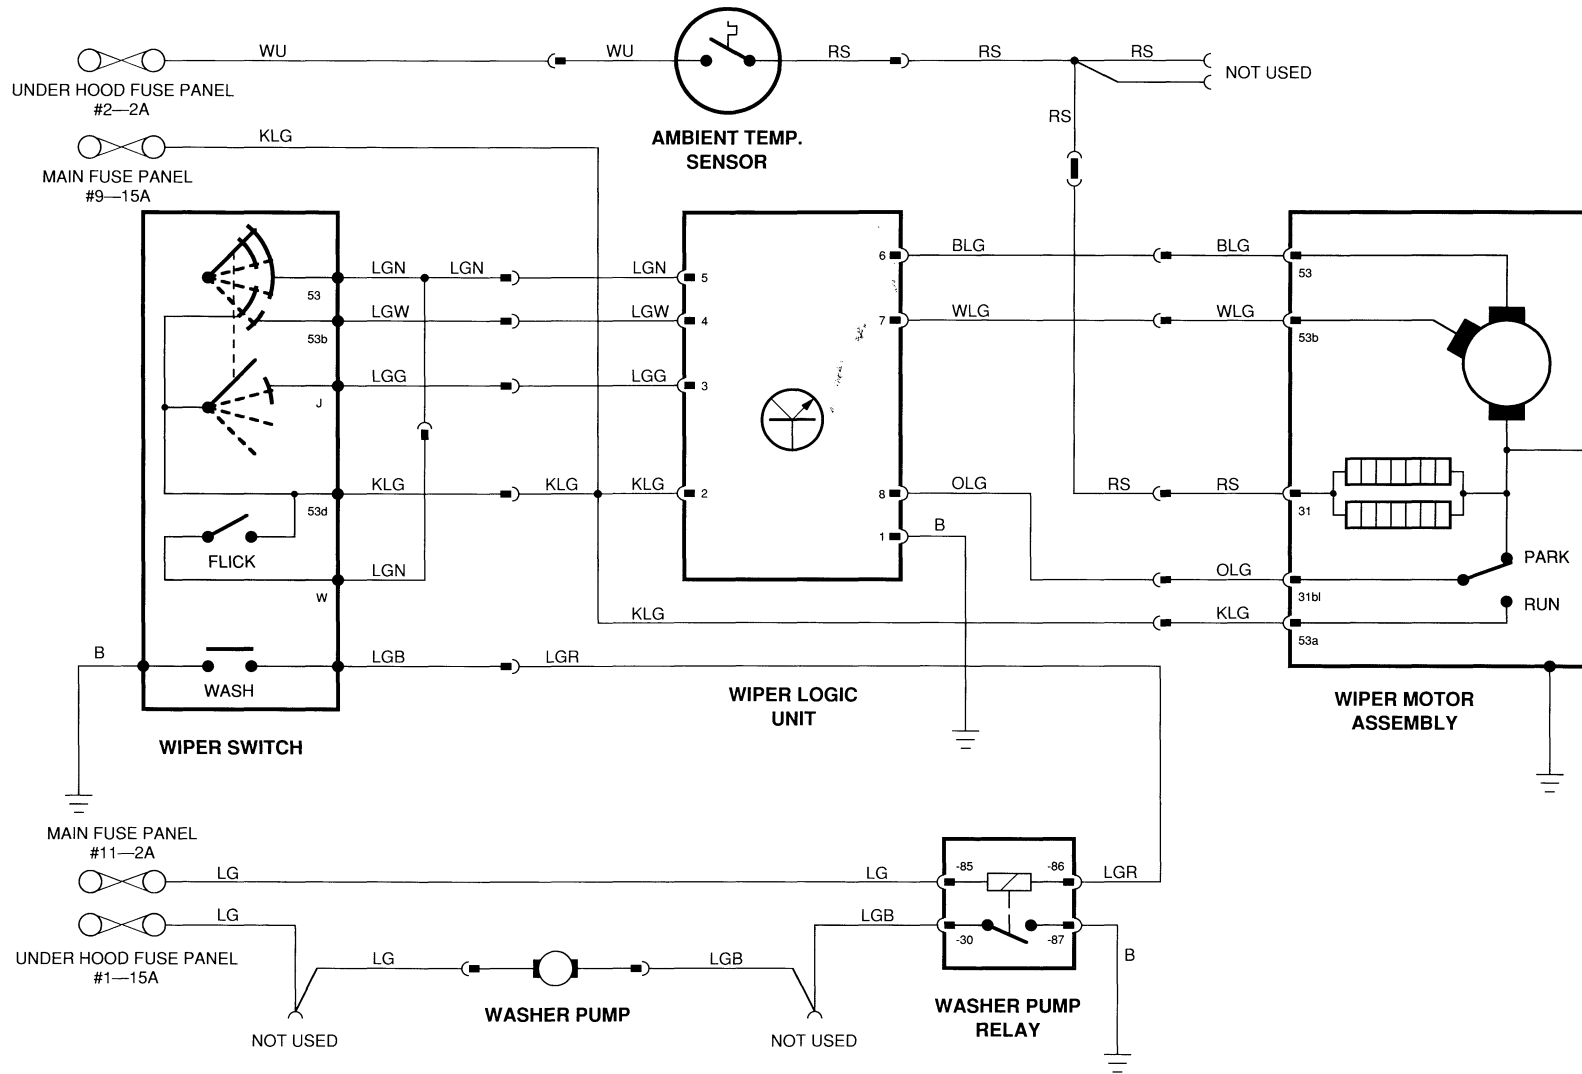 WU
WU
RS
RS
RS
NOT USED
UNDER HOOD FUSE PANEL
#2—2A
RS
KLG
AMBIENT TEMP.
SENSOR
MAIN FUSE PANEL
#9—15A
LGN
LGN
LGN
5
53
LGW
LGW
4
53b
LGG
LGG
3
J
KLG
KLG
KLG
2
53d
FLICK
LGN
W
B
LGB
LGR
WASH
WIPER SWITCH
6
BLG
BLG
53
7
WLG
WLG
53b
8
OLG
RS
RS
31
1
B
OLG
31bl
PARK
RUN
KLG
KLG
53a
WIPER LOGIC
UNIT
WIPER MOTOR
ASSEMBLY
MAIN FUSE PANEL
#11—2A
LG
LG
-85
-86
LGR
LG
LGB
-30
-87
B
UNDER HOOD FUSE PANEL
#1—15A
LG
LGB
WASHER PUMP
WASHER PUMP
RELAY
NOT USED
NOT USED